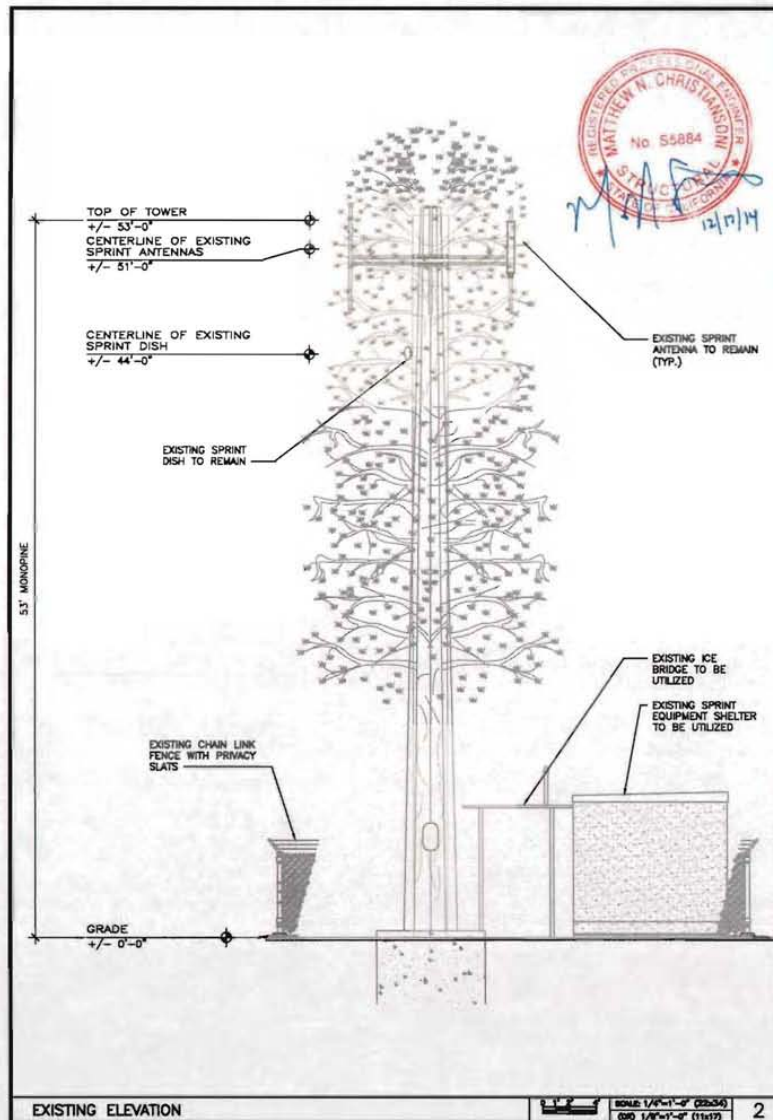 REGISTERED PROFESSIONAL ENGINEER
MATTHEW N. CHRISTIANSON
No. S5884
STRUCTURAL
STATE OF CALIFORNIA
12/17/14
TOP OF TOWER
+/- 53'-0"
CENTERLINE OF EXISTING
SPRINT ANTENNAS
+/- 51'-0"
CENTERLINE OF EXISTING
SPRINT DISH
+/- 44'-0"
EXISTING SPRINT
ANTENNA TO REMAIN
(TYP.)
EXISTING SPRINT
DISH TO REMAIN
53' MONOPINE
EXISTING ICE
BRIDGE TO BE
UTILIZED
EXISTING SPRINT
EQUIPMENT SHELTER
TO BE UTILIZED
EXISTING CHAIN LINK
FENCE WITH PRIVACY
SLATS
GRADE
+/- 0'-0"
EXISTING ELEVATION
SCALE: 1/4"=1'-0" (22x34)
(OR) 1/8"=1'-0" (11x17)
2